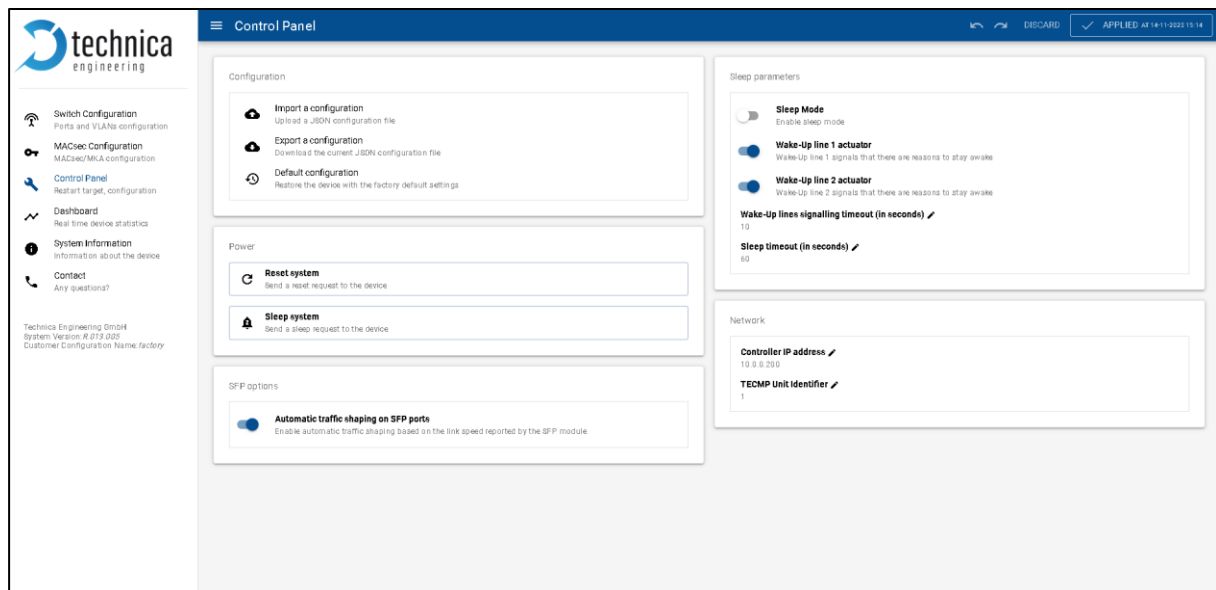 technica
engineering
Switch Configuration
Ports and VLANs configuration
MACsec Configuration
MACsec/MKA configuration
Control Panel
Restart target, configuration
Dashboard
Real time device statistics
System Information
Information about the device
Contact
Any questions?
Technica Engineering GmbH
System Version: R.013.005
Customer Configuration Name: factory
Control Panel
DISCARD
APPLIED AT 14-11-2023 15:14
Configuration
Import a configuration
Upload a JSON configuration file
Export a configuration
Download the current JSON configuration file
Default configuration
Restore the device with the factory default settings
Power
Reset system
Send a reset request to the device
Sleep system
Send a sleep request to the device
SFP options
Automatic traffic shaping on SFP ports
Enable automatic traffic shaping based on the link speed reported by the SFP module
Sleep parameters
Sleep Mode
Enable sleep mode
Wake-Up line 1 actuator
Wake-Up line 1 signals that there are reasons to stay awake
Wake-Up line 2 actuator
Wake-Up line 2 signals that there are reasons to stay awake
Wake-Up lines signalling timeout (in seconds)
10
Sleep timeout (in seconds)
60
Network
Controller IP address
10.0.0.200
TECMP Unit Identifier
1